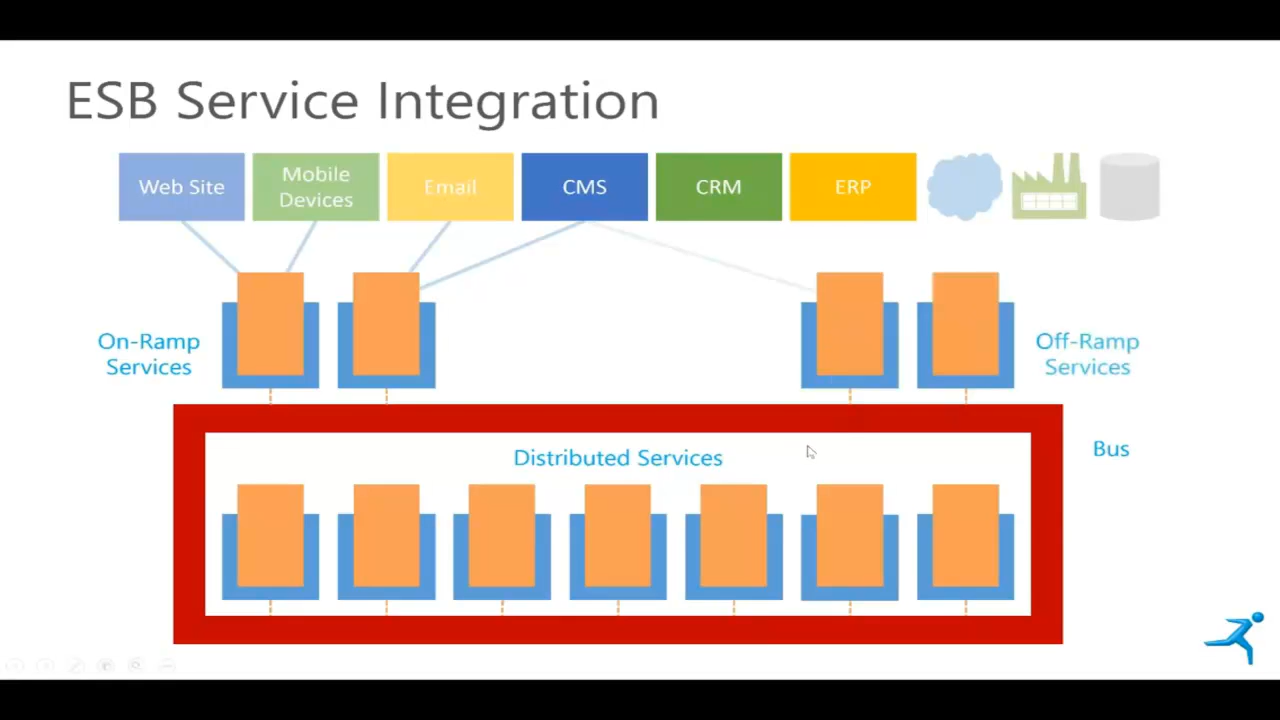 ESB Service Integration
Web Site
Mobile
Devices
Email
CMS
CRM
ERP
On-Ramp
Services
Off-Ramp
Services
Bus
Distributed Services